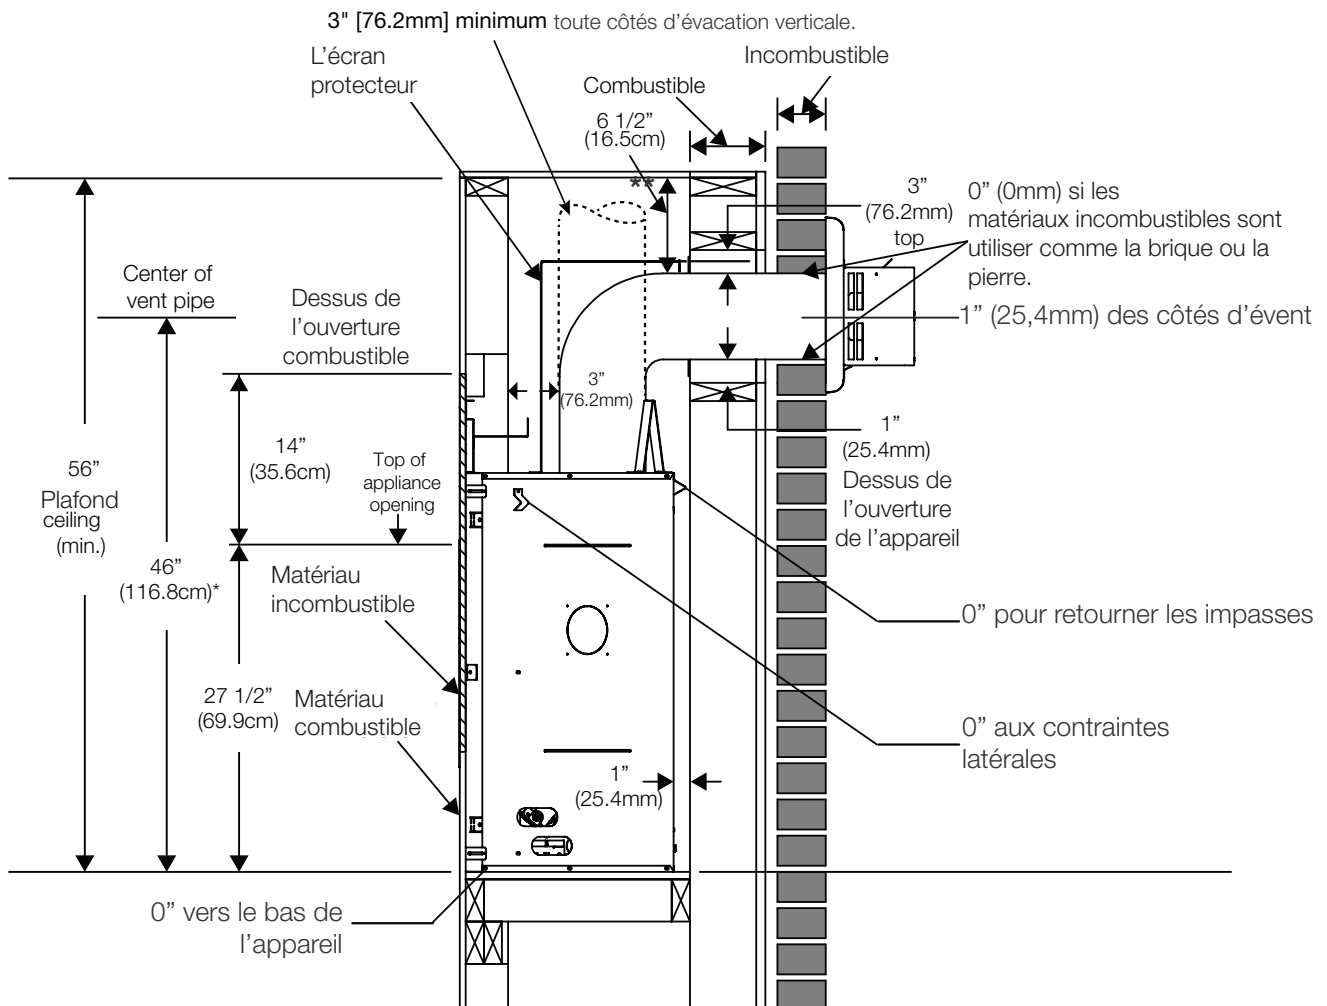 3" [76.2mm] minimum toute côtés d’évacation verticale.
L’écran
protecteur
Incombustible
Combustible
6 1/2”
(16.5cm)
**
3”
(76.2mm)
top
0” (0mm) si les
matériaux incombustibles sont
utiliser comme la brique ou la
pierre.
Center of
vent pipe
Dessus de
l’ouverture
combustible
1” (25,4mm) des côtés d’évent
3”
(76.2mm)
14”
(35.6cm)
Top of
appliance
opening
1”
(25.4mm)
Dessus de
l’ouverture
de l’appareil
56”
Plafond
ceiling
(min.)
46”
(116.8cm)*
Matériau
incombustible
0” pour retourner les impasses
27 1/2”
(69.9cm)
Matériau
combustible
0” aux contraintes
latérales
1”
(25.4mm)
0” vers le bas de
l’appareil